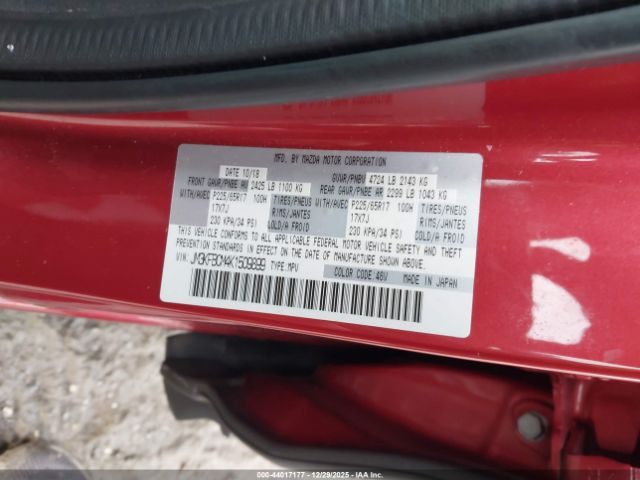 MFD. BY MAZDA MOTOR CORPORATION
DATE 10/18 GVWR/PNBV 4724 LB 2143 KG
FRONT GAWR/PNBE AV 2425 LB 1100 KG REAR GAWR/PNBE AR 2299 LB 1043 KG
WITH/AVEC P225/65R17 100H TIRES/PNEUS WITH/AVEC P225/65R17 100H TIRES/PNEUS
17X7J RIMS/JANTES 17X7J RIMS/JANTES
230 KPA/34 PSI COLD/A FROID 230 KPA/34 PSI COLD/A FROID
THIS VEHICLE CONFORMS TO ALL APPLICABLE FEDERAL MOTOR VEHICLE SAFETY AND THEFT
PREVENTION STANDARDS IN EFFECT ON THE DATE OF MANUFACTURE SHOWN ABOVE.
VIN: TYPE: MPV COLOR CODE: 46V MADE IN JAPAN
000-44017177 - 12/29/2025 - IAAI.COM